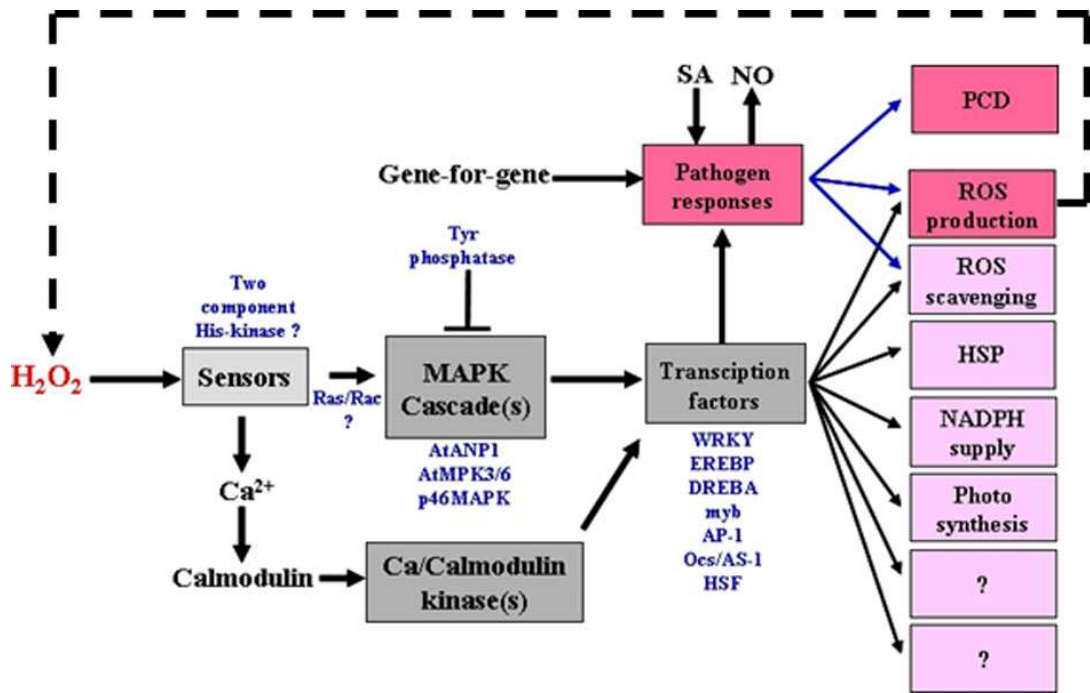 SA NO
PCD
Gene-for-gene
Pathogen
responses
ROS
production
Tyr
phosphatase
ROS
scavenging
Two
component
His-kinase ?
H₂O₂
Sensors
Ras/Rac
?
MAPK
Cascade(s)
Transciption
factors
HSP
AtANP1
AtMPK3/6
p46MAPK
WRKY
EREBP
DREBA
myb
AP-1
Ocs/AS-1
HSF
NADPH
supply
Ca²⁺
Photo
synthesis
Calmodulin
Ca/Calmodulin
kinase(s)
?
?